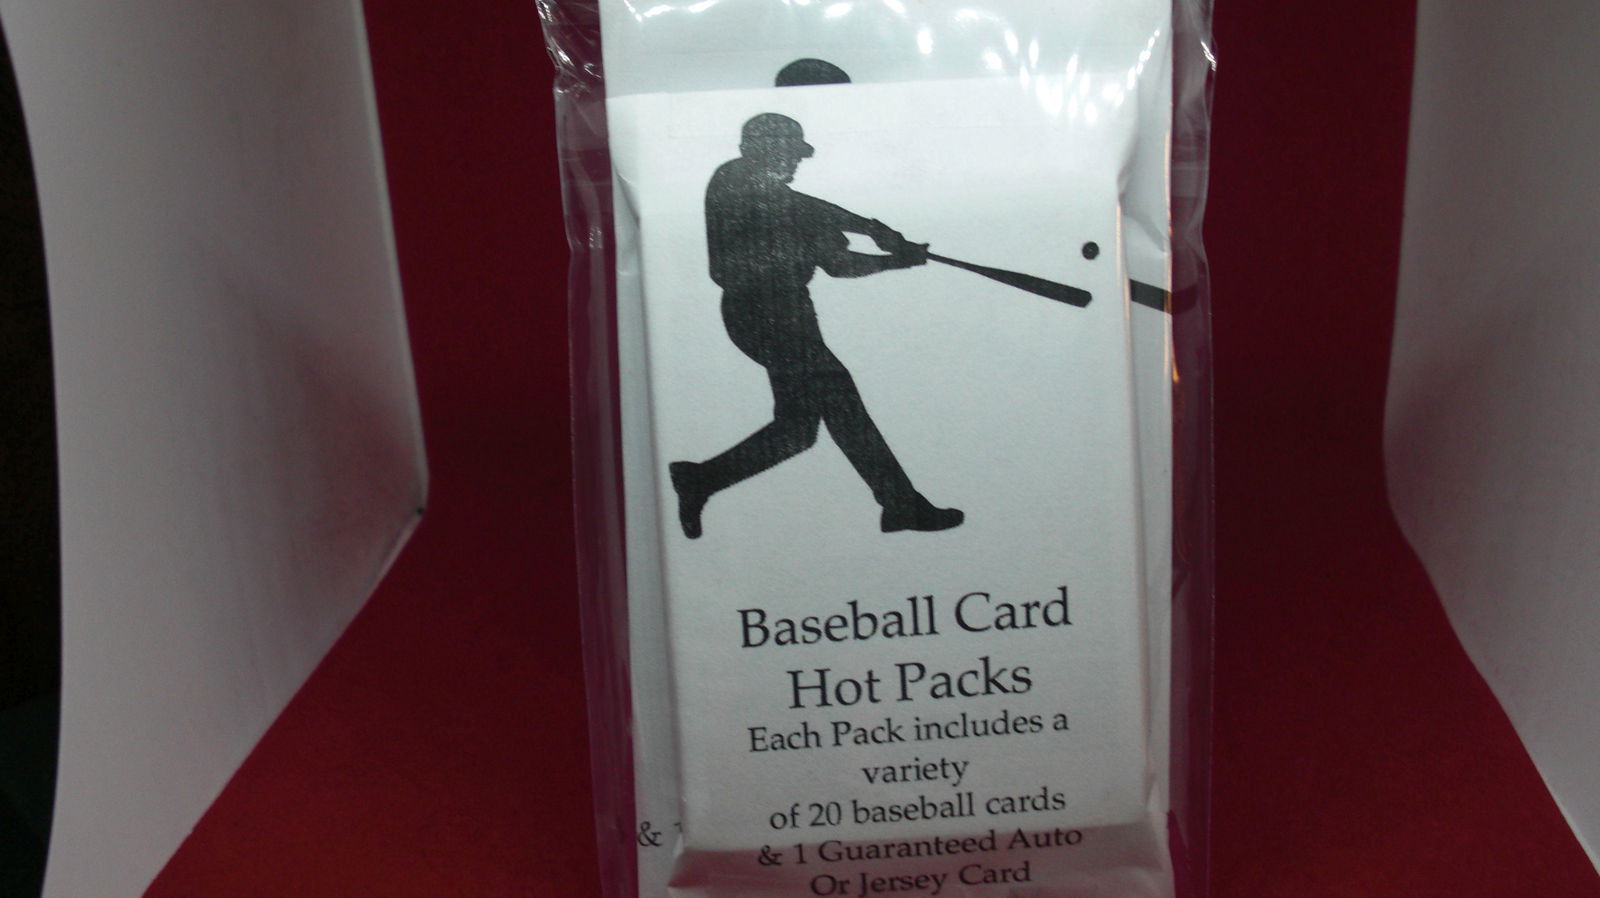 Baseball Card
Hot Packs
Each Pack includes a
variety
of 20 baseball cards
& 1 Guaranteed Auto
Or Jersey Card
&